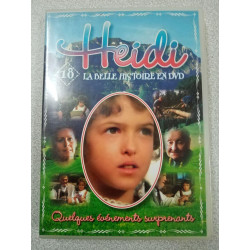 Heidi
10
LA BELLE HISTOIRE EN DVD
Quelques événements surprenants